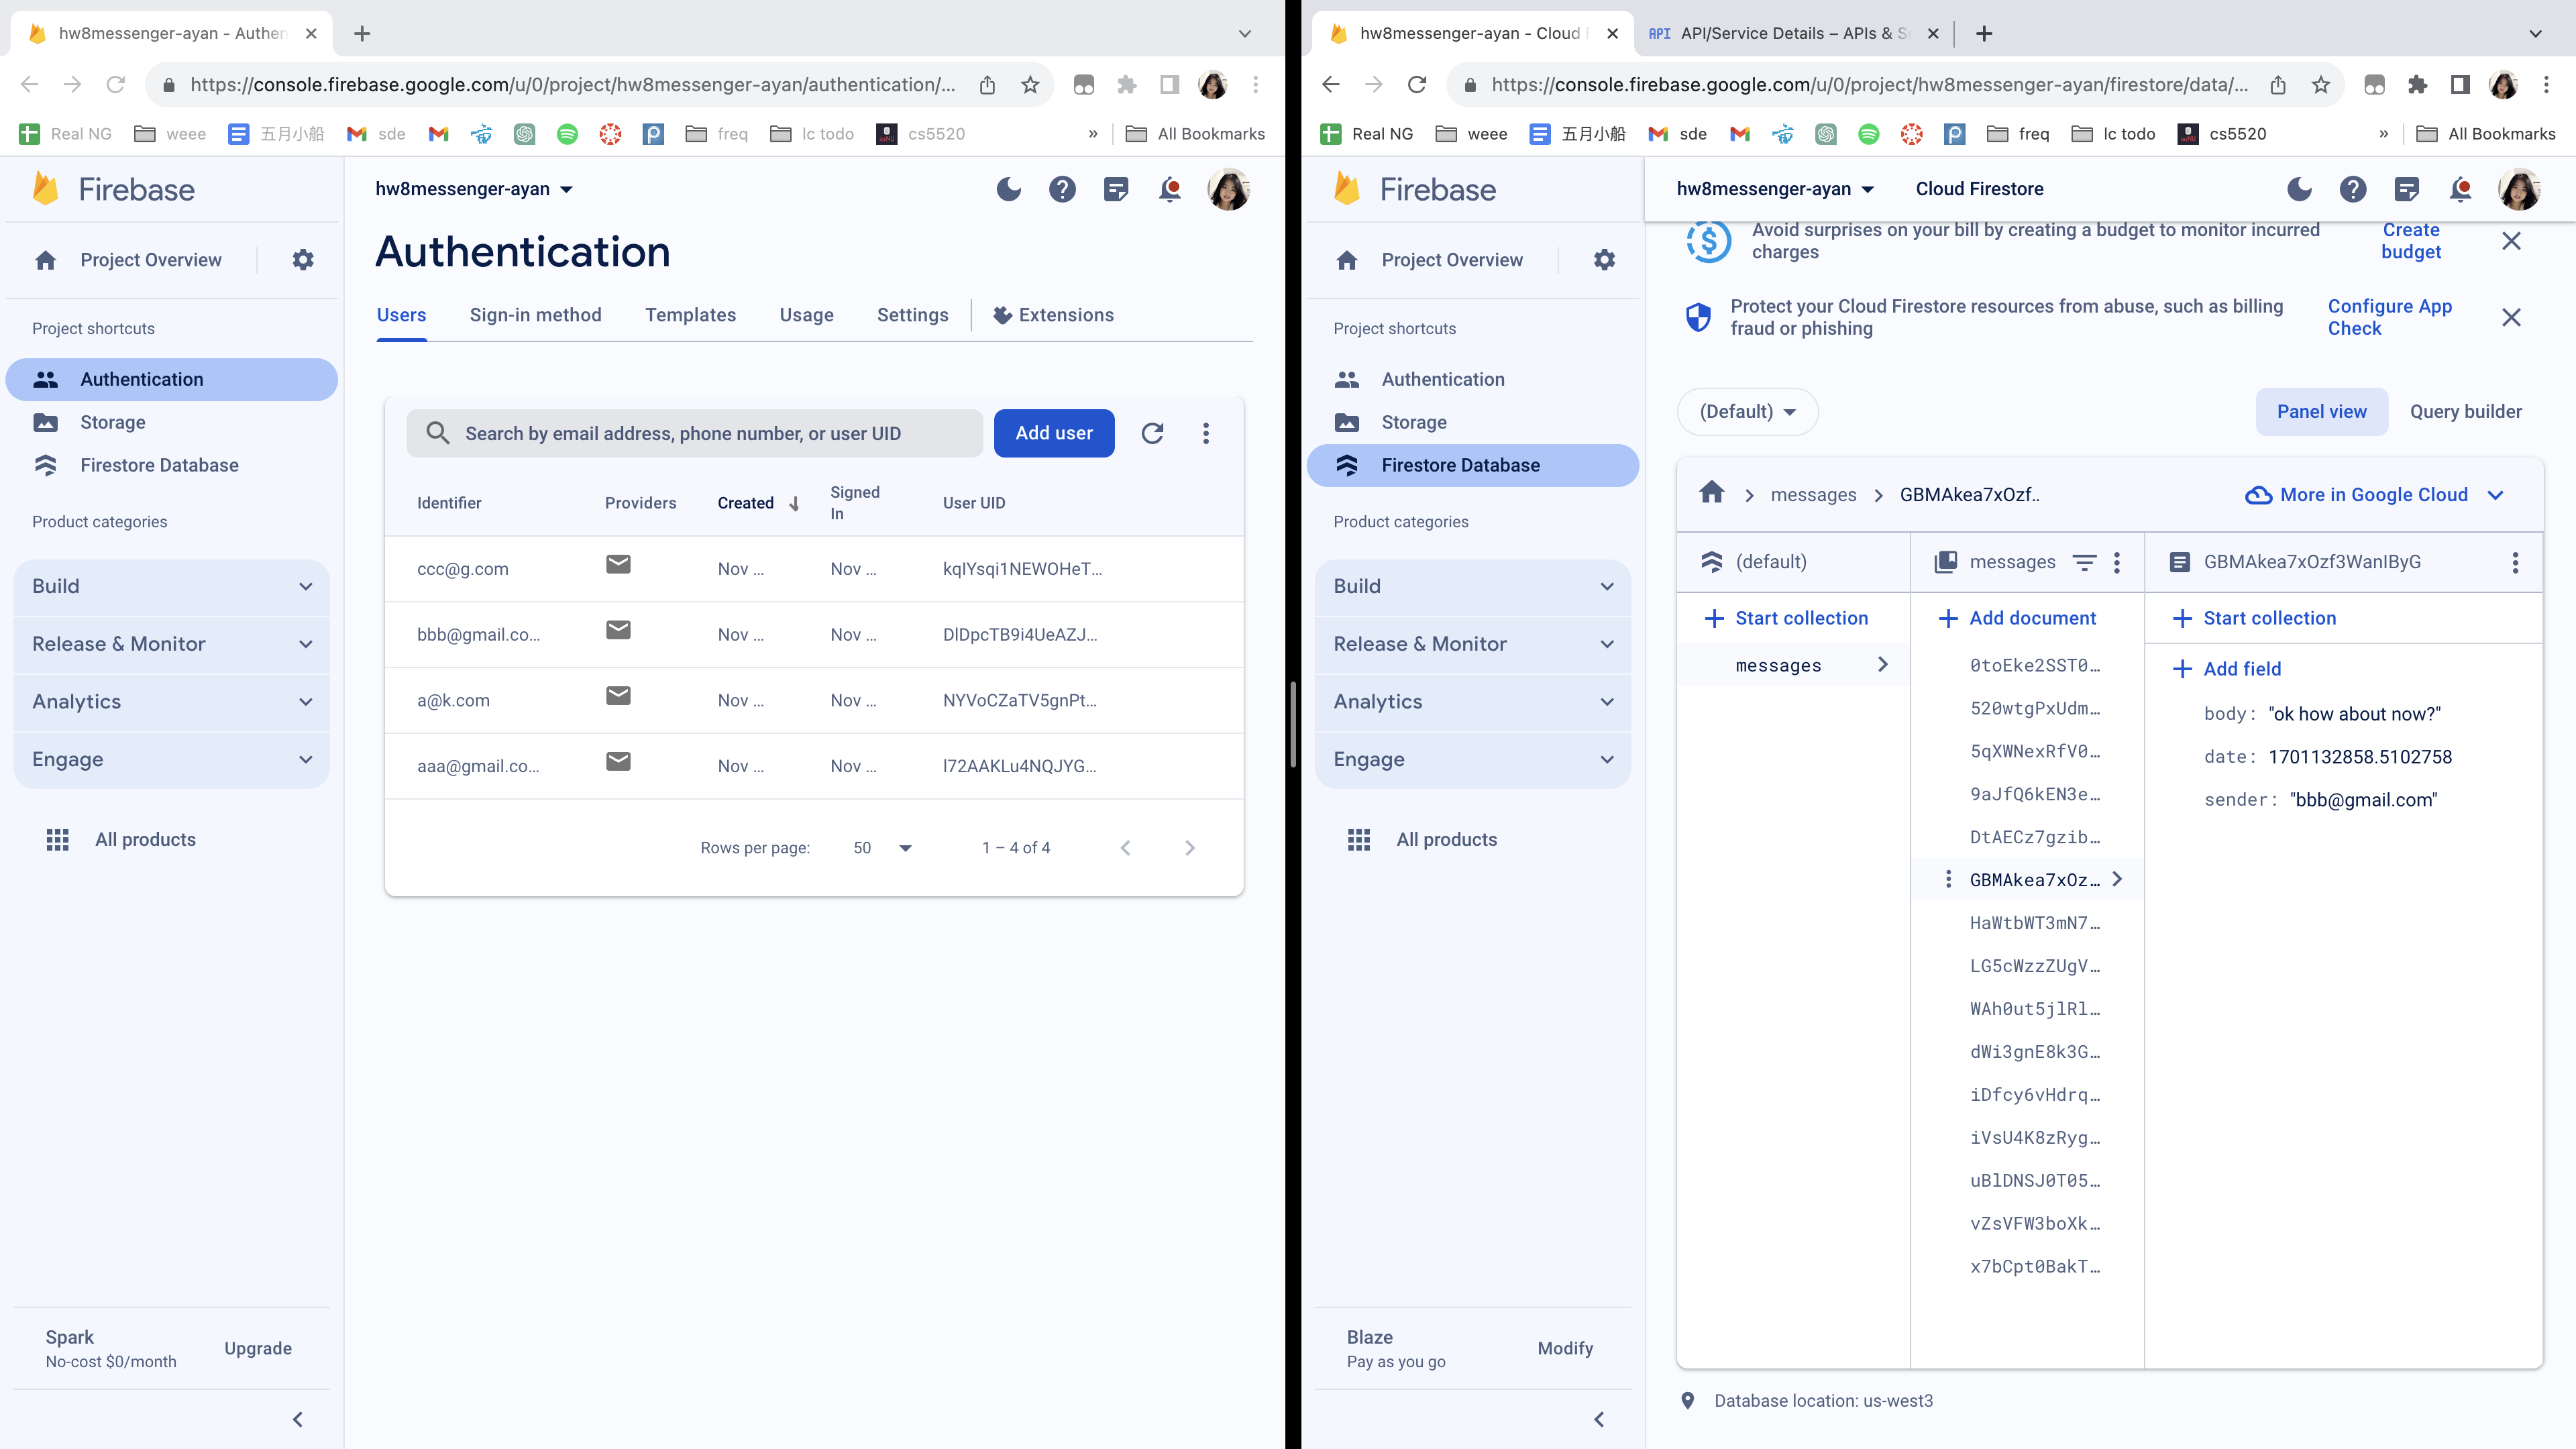 hw8messenger-ayan - Authen
https://console.firebase.google.com/u/0/project/hw8messenger-ayan/authentication/...
Real NG
weee
五月小船
sde
freq
lc todo
cs5520
»
All Bookmarks
Firebase
Project Overview
Project shortcuts
Authentication
Storage
Firestore Database
Product categories
Build
Release & Monitor
Analytics
Engage
All products
Spark
No-cost $0/month
Upgrade
hw8messenger-ayan
Authentication
Users
Sign-in method
Templates
Usage
Settings
Extensions
Search by email address, phone number, or user UID
Add user
Identifier
Providers
Created
Signed
In
User UID
ccc@g.com
Nov ...
Nov ...
kqIYsqi1NEWOHeT...
bbb@gmail.co...
Nov ...
Nov ...
DlDpcTB9i4UeAZJ...
a@k.com
Nov ...
Nov ...
NYVoCZaTV5gnPt...
aaa@gmail.co...
Nov ...
Nov ...
l72AAKLu4NQJYG...
Rows per page:
50
1 – 4 of 4
hw8messenger-ayan - Cloud
API
API/Service Details – APIs & S
https://console.firebase.google.com/u/0/project/hw8messenger-ayan/firestore/data/...
Real NG
weee
五月小船
sde
freq
lc todo
cs5520
»
All Bookmarks
Firebase
Project Overview
Project shortcuts
Authentication
Storage
Firestore Database
Product categories
Build
Release & Monitor
Analytics
Engage
All products
Blaze
Pay as you go
Modify
hw8messenger-ayan
Cloud Firestore
Avoid surprises on your bill by creating a budget to monitor incurred
charges
Create
budget
Protect your Cloud Firestore resources from abuse, such as billing
fraud or phishing
Configure App
Check
(Default)
Panel view
Query builder
messages
GBMAkea7xOzf..
More in Google Cloud
(default)
Start collection
messages
messages
Add document
0toEke2SST0…
520wtgPxUdm…
5qXWNexRfV0…
9aJfQ6kEN3e…
DtAECz7gzib…
GBMAkea7xOz…
HaWtbWT3mN7…
LG5cWzzZUgV…
WAh0ut5jlRl…
dWi3gnE8k3G…
iDfcy6vHdrq…
iVsU4K8zRyg…
uBlDNSJ0T05…
vZsVFW3boXk…
x7bCpt0BakT…
GBMAkea7xOzf3WanIByG
Start collection
Add field
body: "ok how about now?"
date: 1701132858.5102758
sender: "bbb@gmail.com"
Database location: us-west3